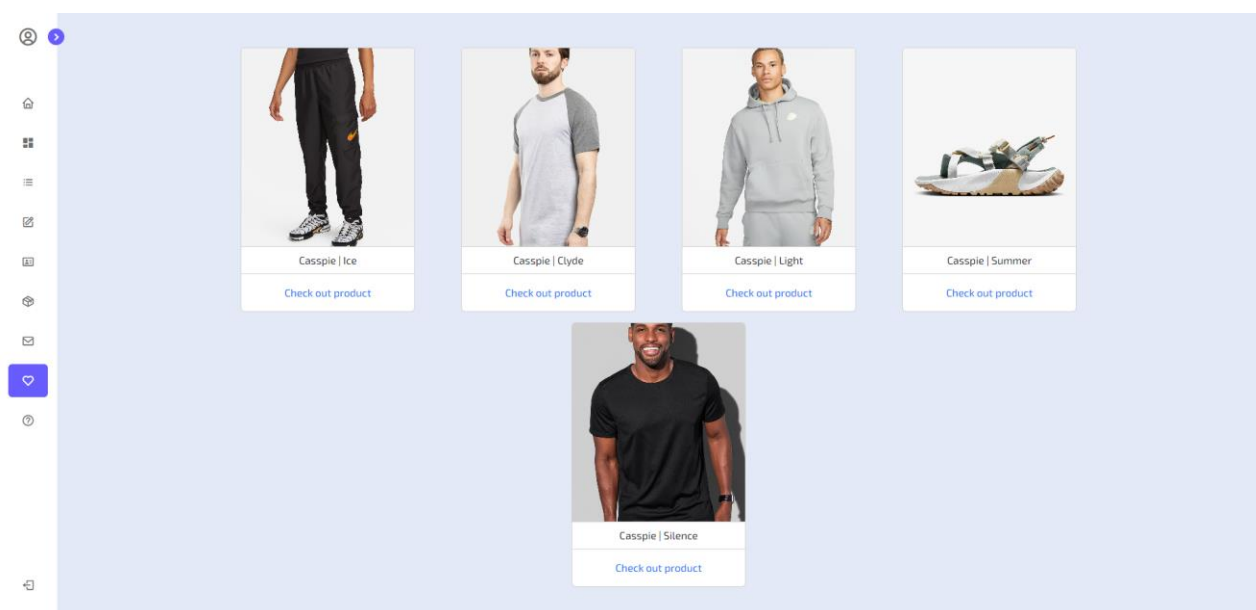 Casspie | Ice
Check out product
Casspie | Clyde
Check out product
Casspie | Light
Check out product
Casspie | Summer
Check out product
Casspie | Silence
Check out product